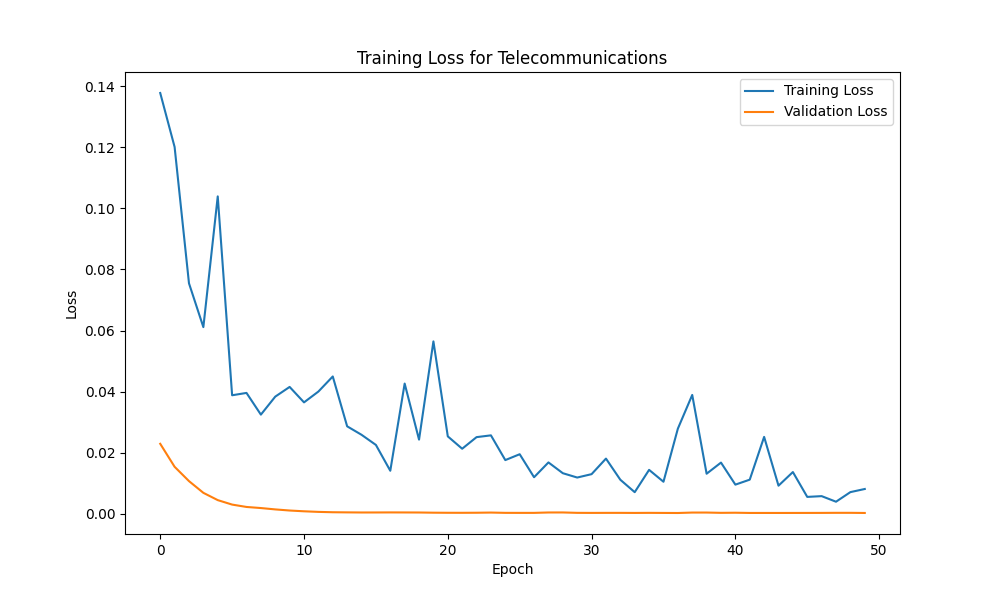 Training Loss for Telecommunications
Training Loss
Validation Loss
0.14
0.12
0.10
0.08
0.06
0.04
0.02
0.00
Loss
0 10 20 30 40 50
Epoch